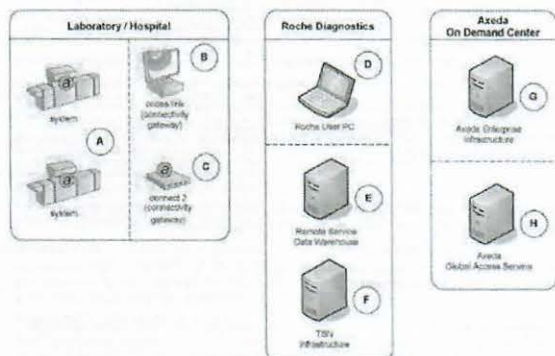 Laboratory / Hospital
@
system
A
@
system
B
cobas link
(connectivity
gateway)
C
connect 2
(connectivity
gateway)
Roche Diagnostics
D
Roche User PC
E
Remote Service
Data Warehouse
F
TSN
Infrastructure
Axeda
On Demand Center
G
Axeda Enterprise
Infrastructure
H
Axeda
Global Access Servers